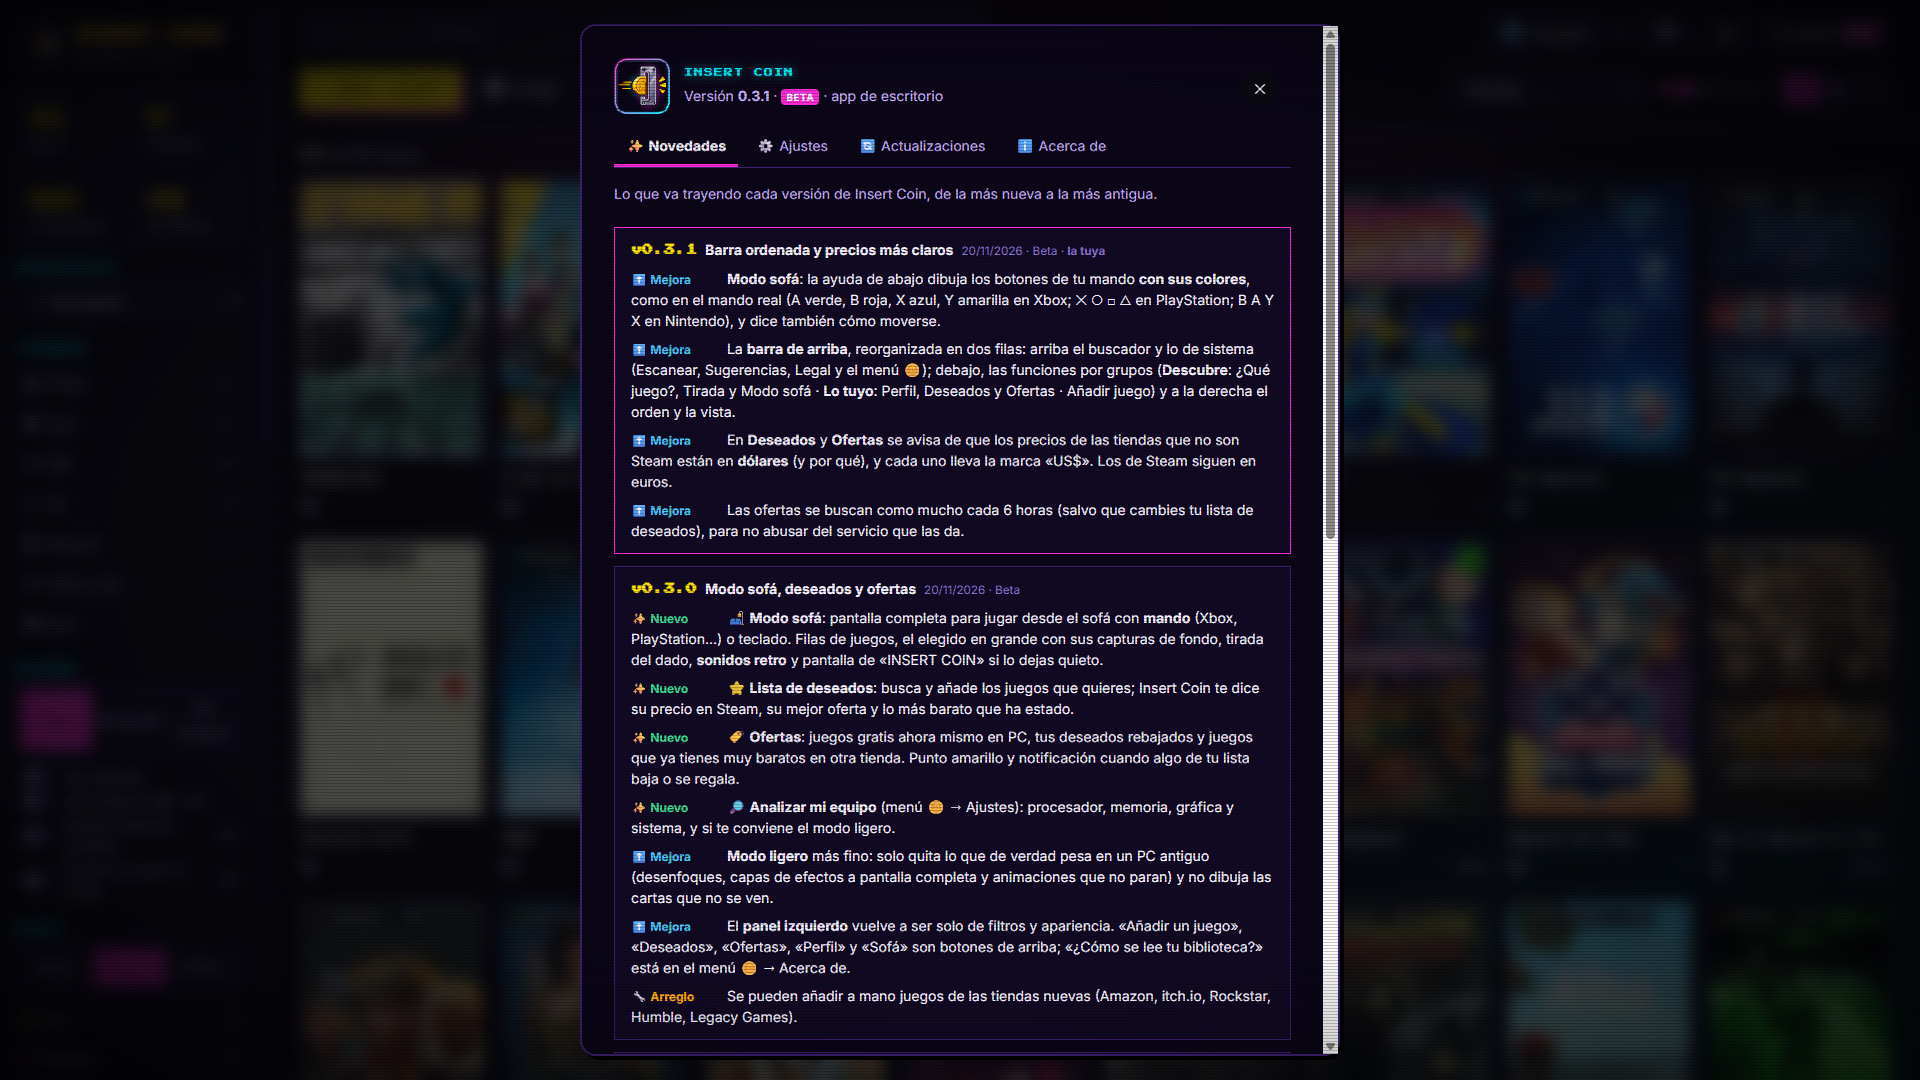 INSERT COIN
Versión 0.3.1 · BETA · app de escritorio
Novedades
Ajustes
Actualizaciones
Acerca de
Lo que va trayendo cada versión de Insert Coin, de la más nueva a la más antigua.
v0.3.1 Barra ordenada y precios más claros 20/11/2026 · Beta · la tuya
Mejora Modo sofá: la ayuda de abajo dibuja los botones de tu mando con sus colores,
como en el mando real (A verde, B roja, X azul, Y amarilla en Xbox; ✕ ○ □ △ en PlayStation; B A Y
X en Nintendo), y dice también cómo moverse.
Mejora La barra de arriba, reorganizada en dos filas: arriba el buscador y lo de sistema
(Escanear, Sugerencias, Legal y el menú 🪙); debajo, las funciones por grupos (Descubre: ¿Qué
juego?, Tirada y Modo sofá · Lo tuyo: Perfil, Deseados y Ofertas · Añadir juego) y a la derecha el
orden y la vista.
Mejora En Deseados y Ofertas se avisa de que los precios de las tiendas que no son
Steam están en dólares (y por qué), y cada uno lleva la marca «US$». Los de Steam siguen en
euros.
Mejora Las ofertas se buscan como mucho cada 6 horas (salvo que cambies tu lista de
deseados), para no abusar del servicio que las da.
v0.3.0 Modo sofá, deseados y ofertas 20/11/2026 · Beta
Nuevo Modo sofá: pantalla completa para jugar desde el sofá con mando (Xbox,
PlayStation...) o teclado. Filas de juegos, el elegido en grande con sus capturas de fondo, tirada
del dado, sonidos retro y pantalla de «INSERT COIN» si lo dejas quieto.
Nuevo Lista de deseados: busca y añade los juegos que quieres; Insert Coin te dice
su precio en Steam, su mejor oferta y lo más barato que ha estado.
Nuevo Ofertas: juegos gratis ahora mismo en PC, tus deseados rebajados y juegos
que ya tienes muy baratos en otra tienda. Punto amarillo y notificación cuando algo de tu lista
baja o se regala.
Nuevo Analizar mi equipo (menú 🪙 → Ajustes): procesador, memoria, gráfica y
sistema, y si te conviene el modo ligero.
Mejora Modo ligero más fino: solo quita lo que de verdad pesa en un PC antiguo
(desenfoques, capas de efectos a pantalla completa y animaciones que no paran) y no dibuja las
cartas que no se ven.
Mejora El panel izquierdo vuelve a ser solo de filtros y apariencia. «Añadir un juego»,
«Deseados», «Ofertas», «Perfil» y «Sofá» son botones de arriba; «¿Cómo se lee tu biblioteca?»
está en el menú 🪙 → Acerca de.
Arreglo Se pueden añadir a mano juegos de las tiendas nuevas (Amazon, itch.io, Rockstar,
Humble, Legacy Games).